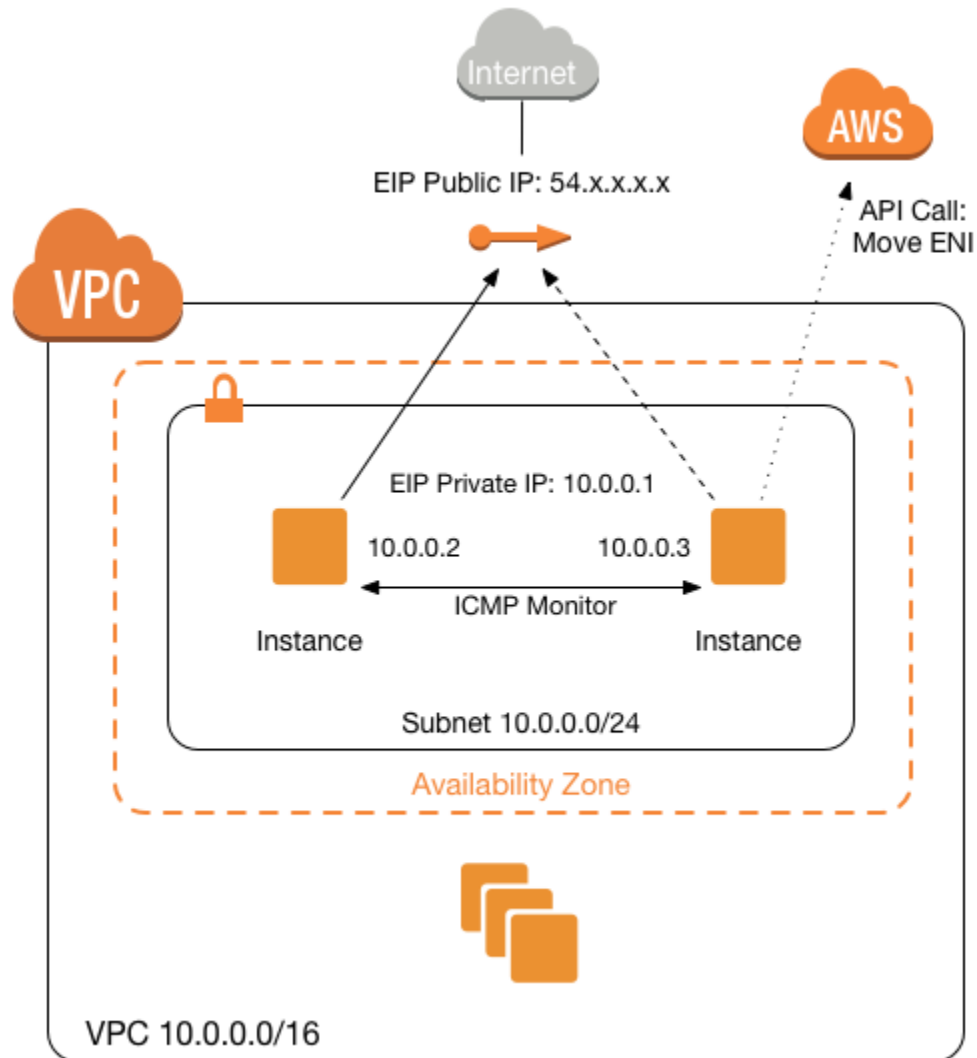 Internet
AWS
EIP Public IP: 54.x.x.x.x
API Call:
Move ENI
VPC
EIP Private IP: 10.0.0.1
10.0.0.2
10.0.0.3
ICMP Monitor
Instance
Instance
Subnet 10.0.0.0/24
Availability Zone
VPC 10.0.0.0/16